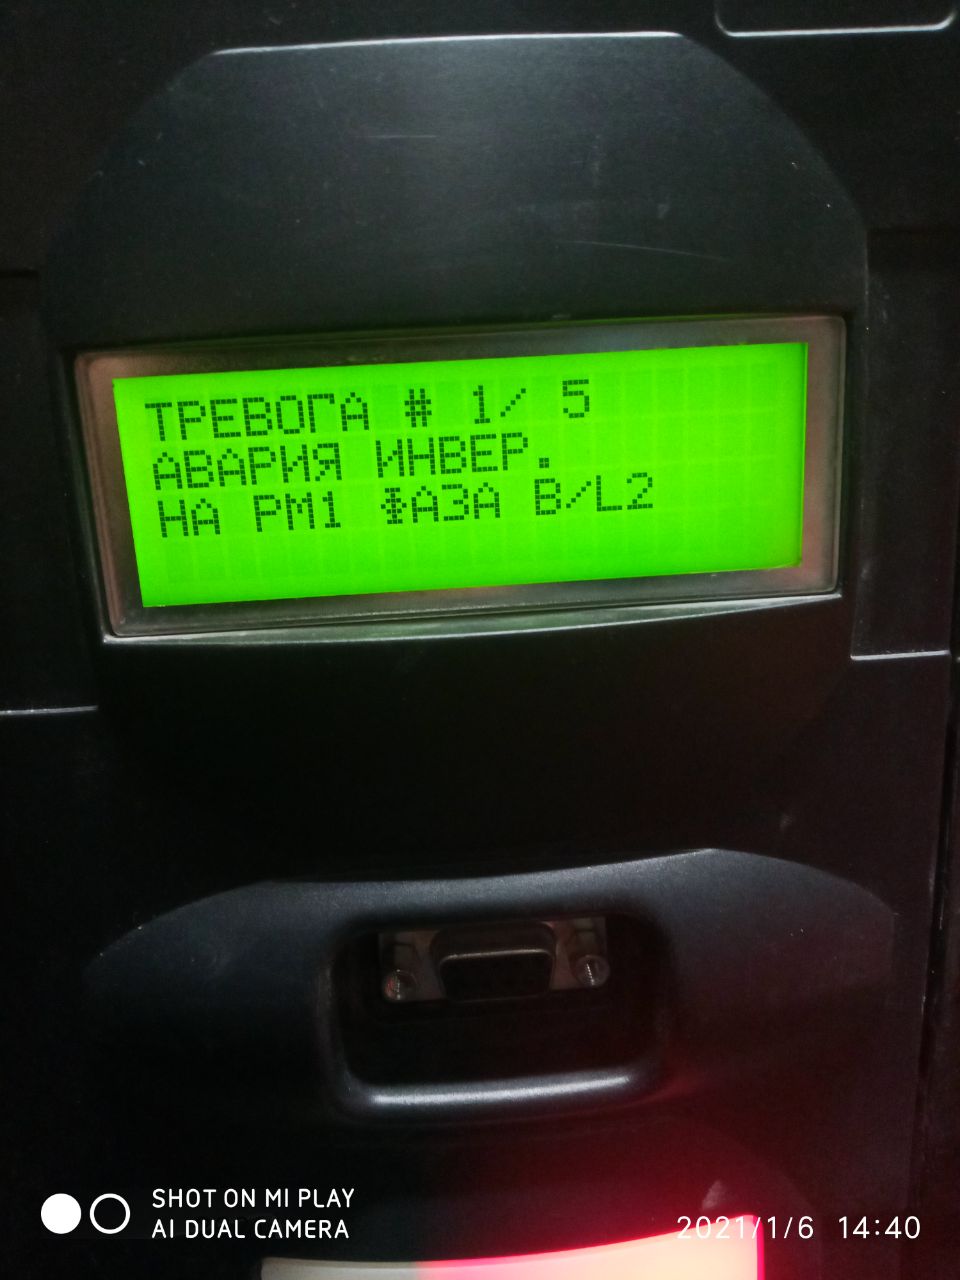 ТРЕВОГА # 1/ 5
АВАРИЯ ИНВЕР.
НА РМ1 ФАЗА B/L2
SHOT ON MI PLAY
AI DUAL CAMERA
2021/1/6 14:40